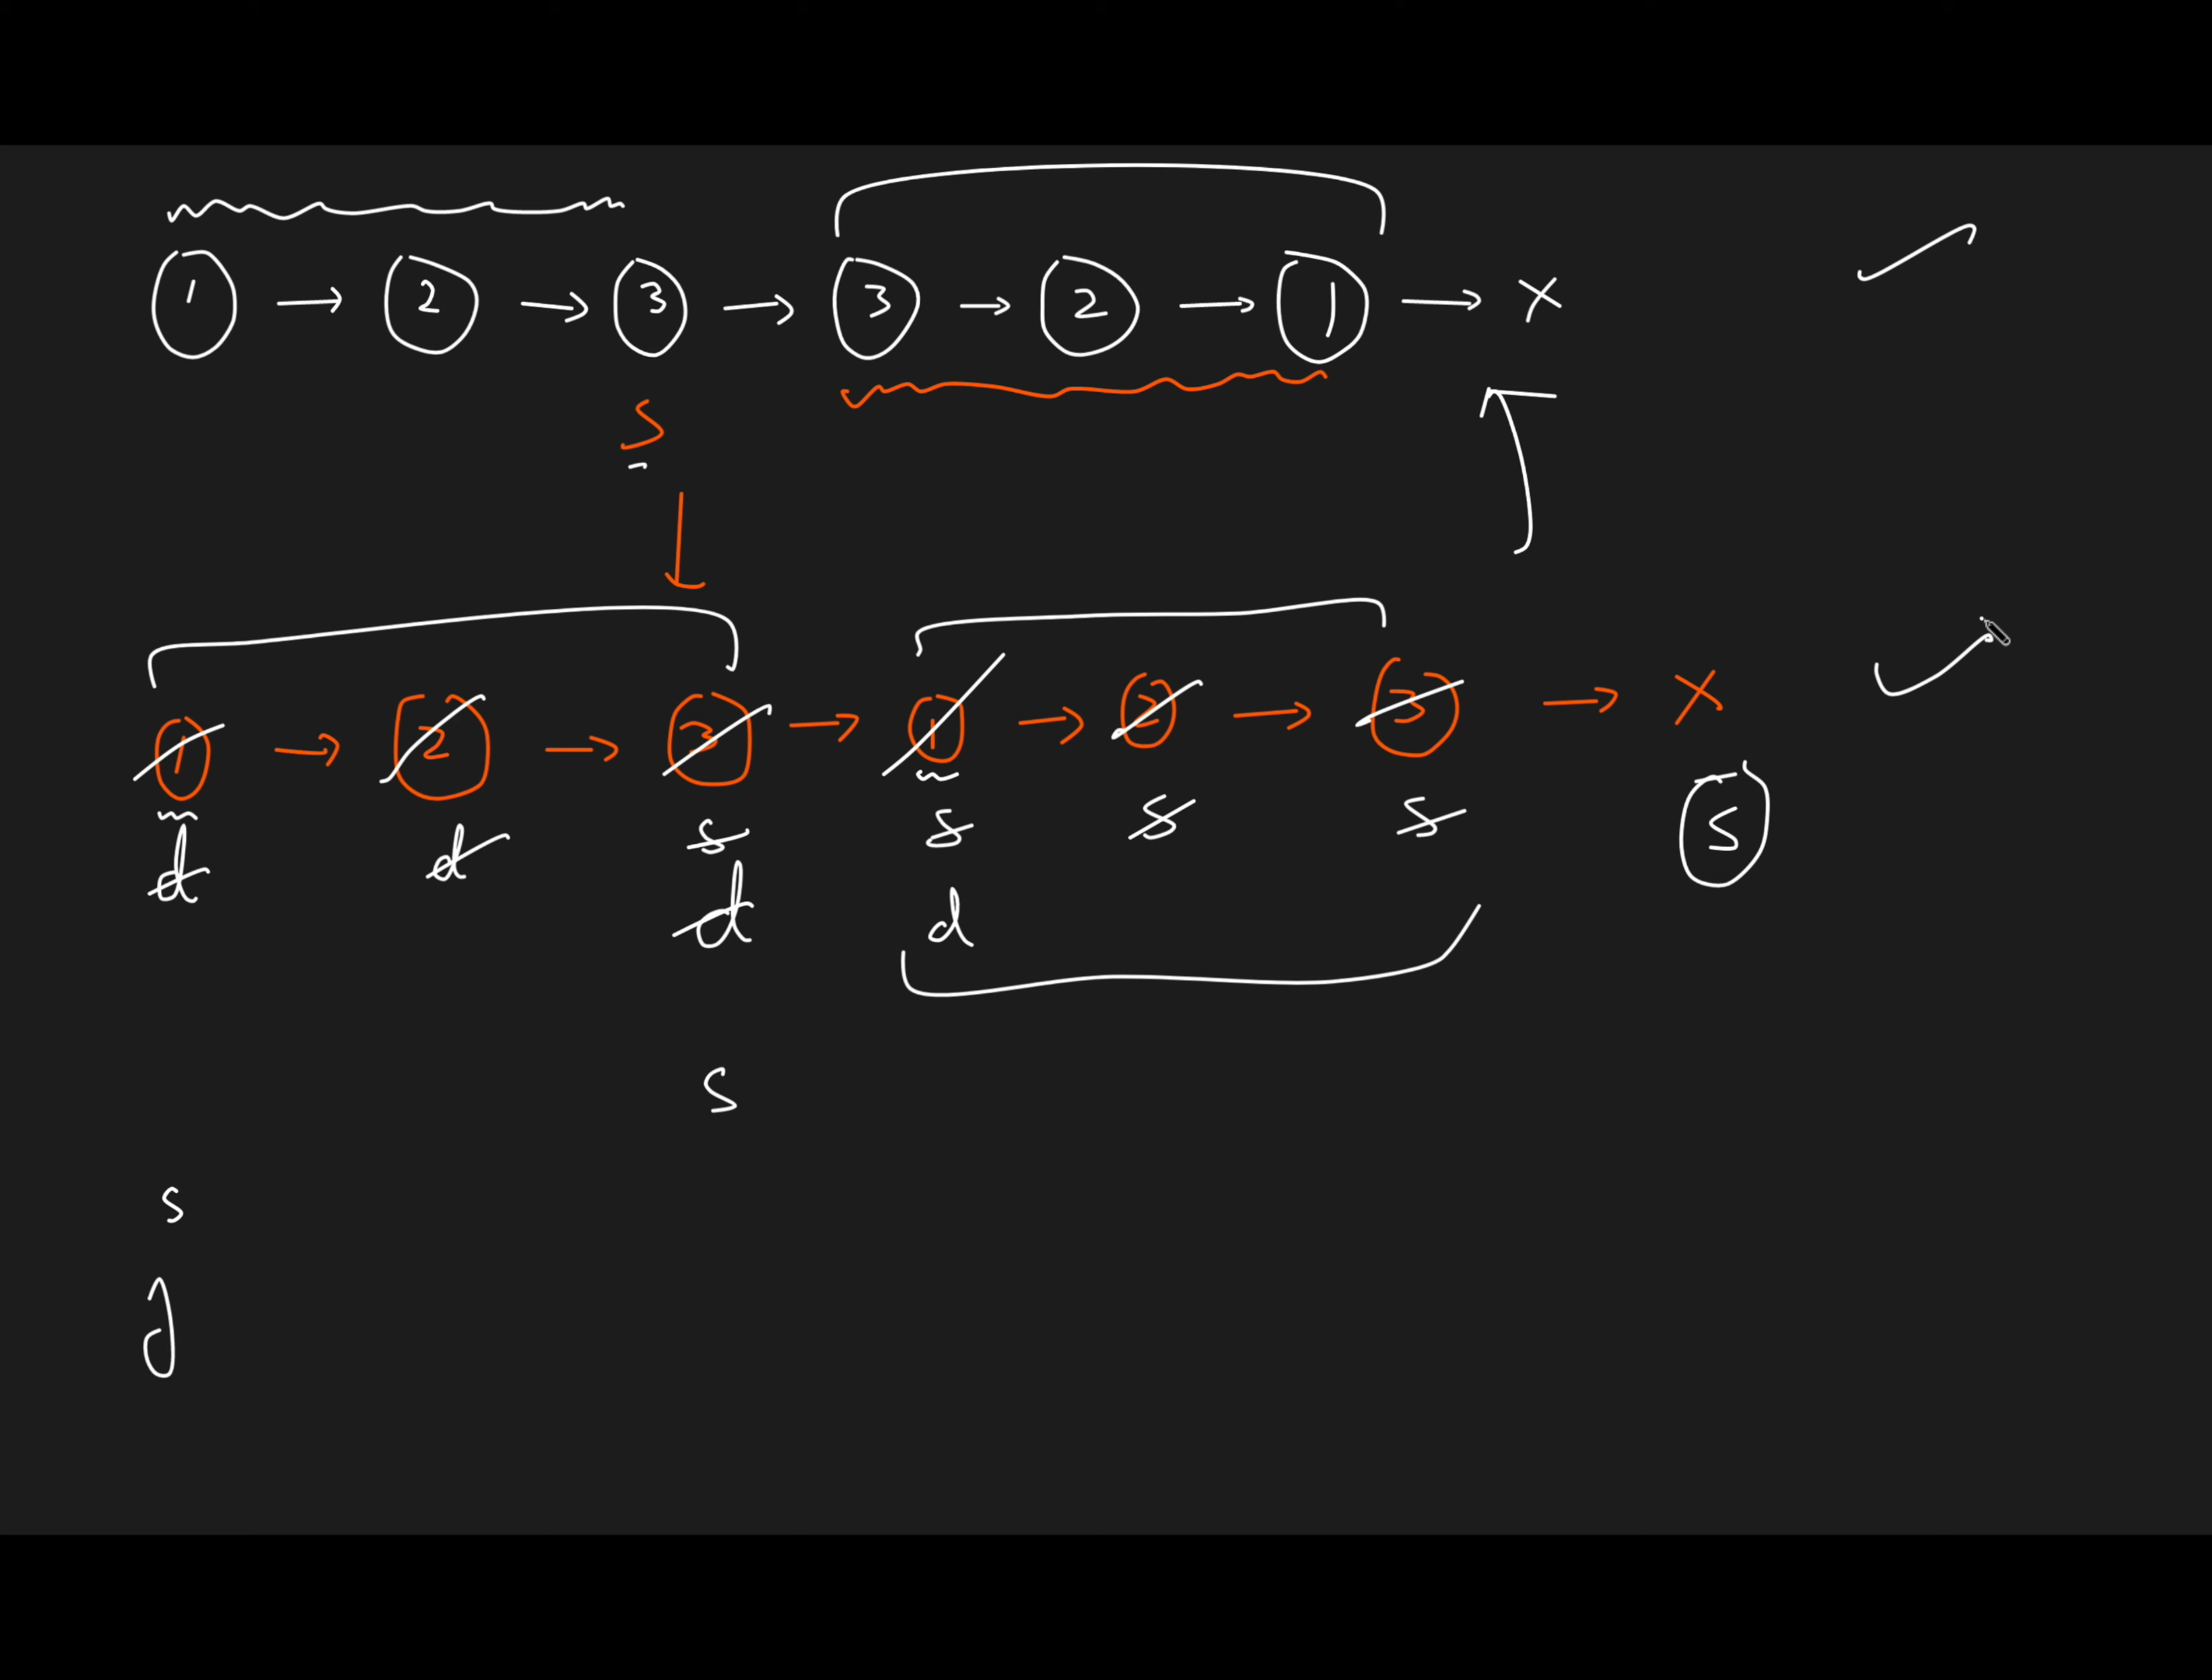 1 → 2 → 3 → 3 → 2 → 1 → X
S
1 → 2 → 3 → 1 → 2 → 3 → X
d d s s s s S
d d
S
s